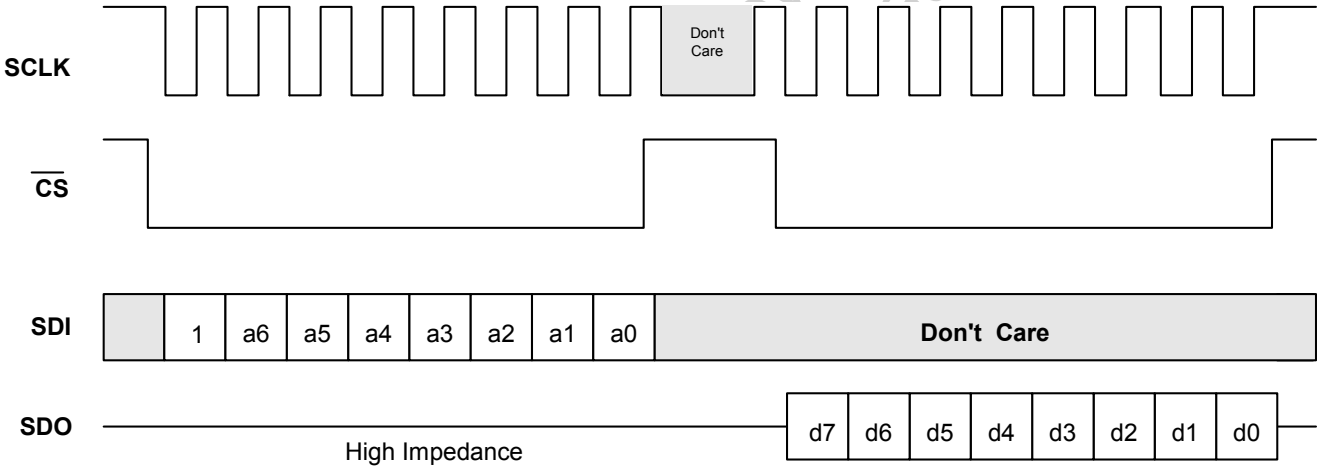 Don't
Care
SCLK
CS
SDI
1 a6 a5 a4 a3 a2 a1 a0 Don't Care
SDO
d7 d6 d5 d4 d3 d2 d1 d0
High Impedance